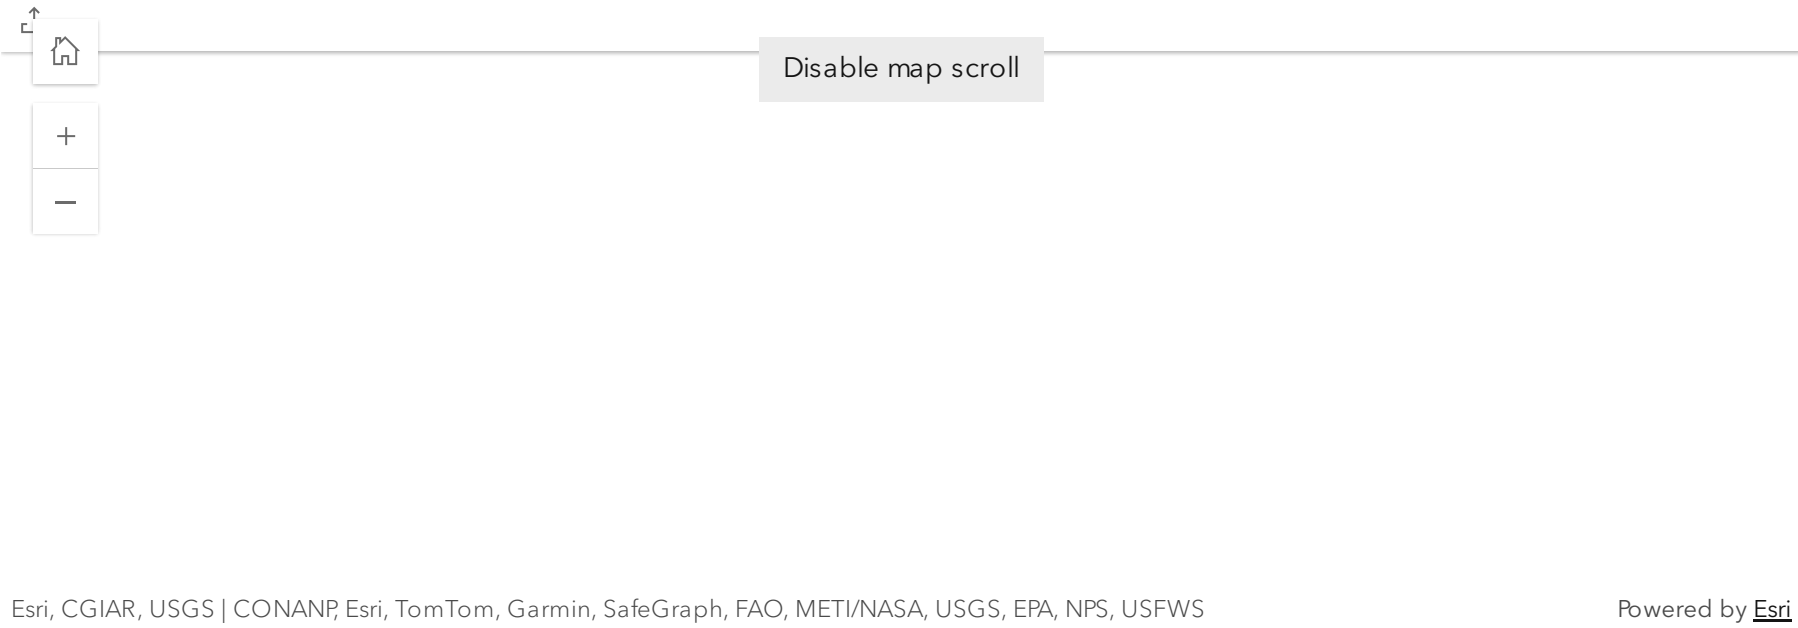 Disable map scroll
Esri, CGIAR, USGS | CONANP, Esri, TomTom, Garmin, SafeGraph, FAO, METI/NASA, USGS, EPA, NPS, USFWS
Powered by Esri